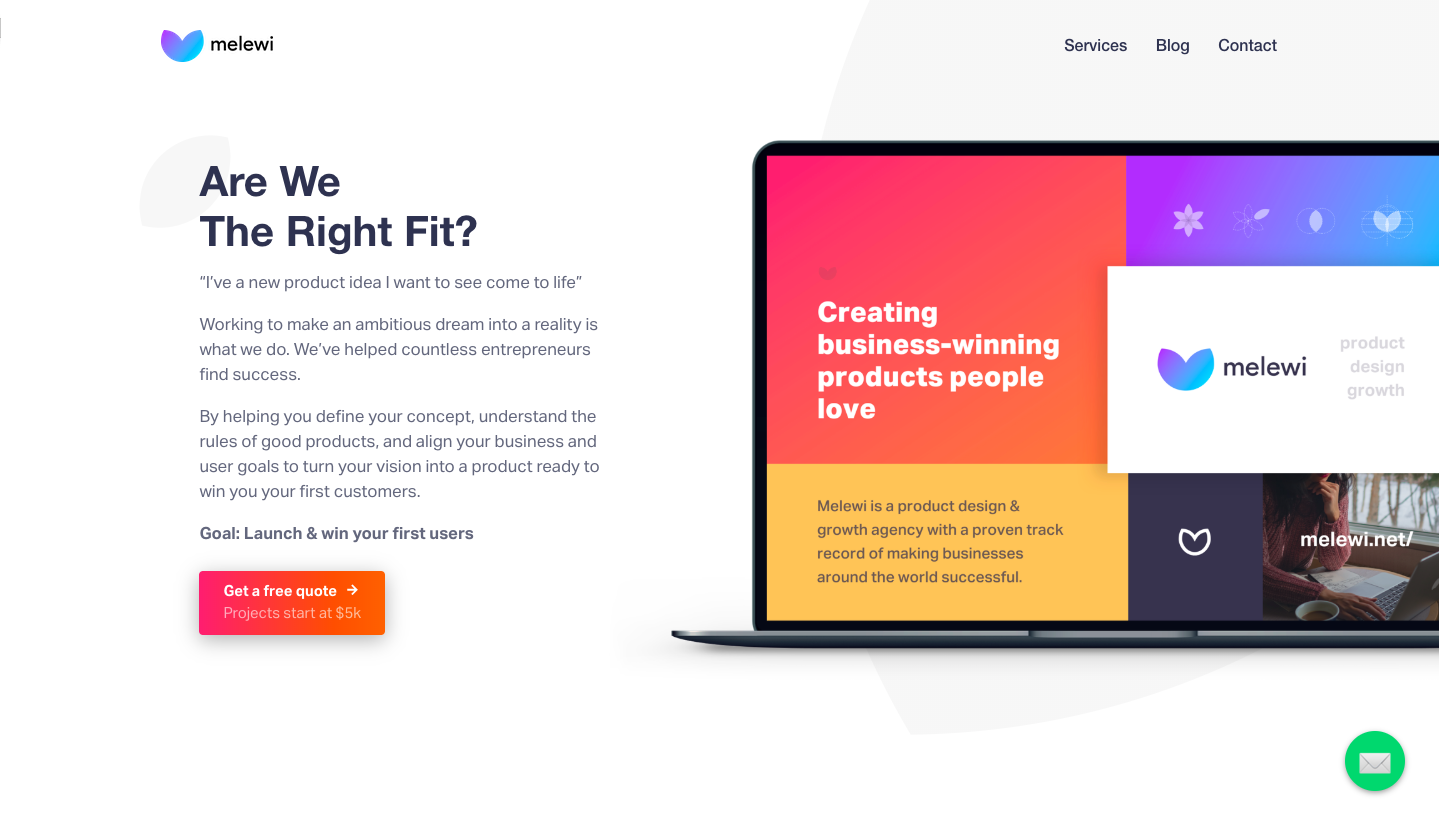 melewi
Services Blog Contact
Are We
The Right Fit?
“I’ve a new product idea I want to see come to life”
Working to make an ambitious dream into a reality is
what we do. We’ve helped countless entrepreneurs
find success.
By helping you define your concept, understand the
rules of good products, and align your business and
user goals to turn your vision into a product ready to
win you your first customers.
Goal: Launch & win your first users
Get a free quote →
Projects start at $5k
Creating
business-winning
products people
love
melewi
product
design
growth
Melewi is a product design &
growth agency with a proven track
record of making businesses
around the world successful.
melewi.net/